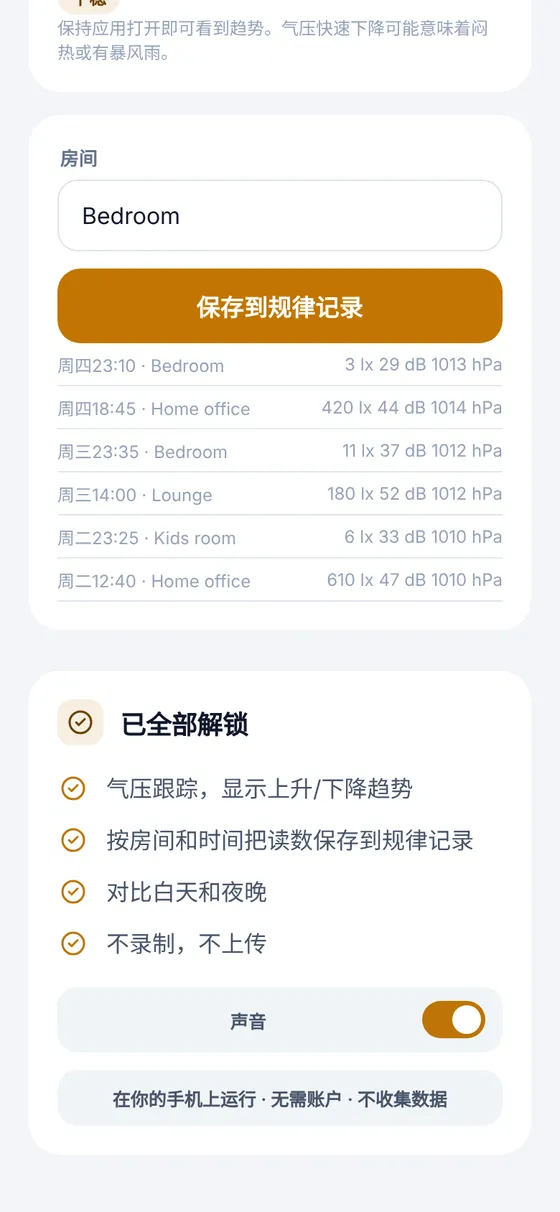 保持应用打开即可看到趋势。气压快速下降可能意味着闷
热或有暴风雨。
房间
Bedroom
保存到规律记录
周四23:10 · Bedroom 3 lx 29 dB 1013 hPa
周四18:45 · Home office 420 lx 44 dB 1014 hPa
周三23:35 · Bedroom 11 lx 37 dB 1012 hPa
周三14:00 · Lounge 180 lx 52 dB 1012 hPa
周二23:25 · Kids room 6 lx 33 dB 1010 hPa
周二12:40 · Home office 610 lx 47 dB 1010 hPa
已全部解锁
气压跟踪，显示上升/下降趋势
按房间和时间把读数保存到规律记录
对比白天和夜晚
不录制，不上传
声音
在你的手机上运行 · 无需账户 · 不收集数据